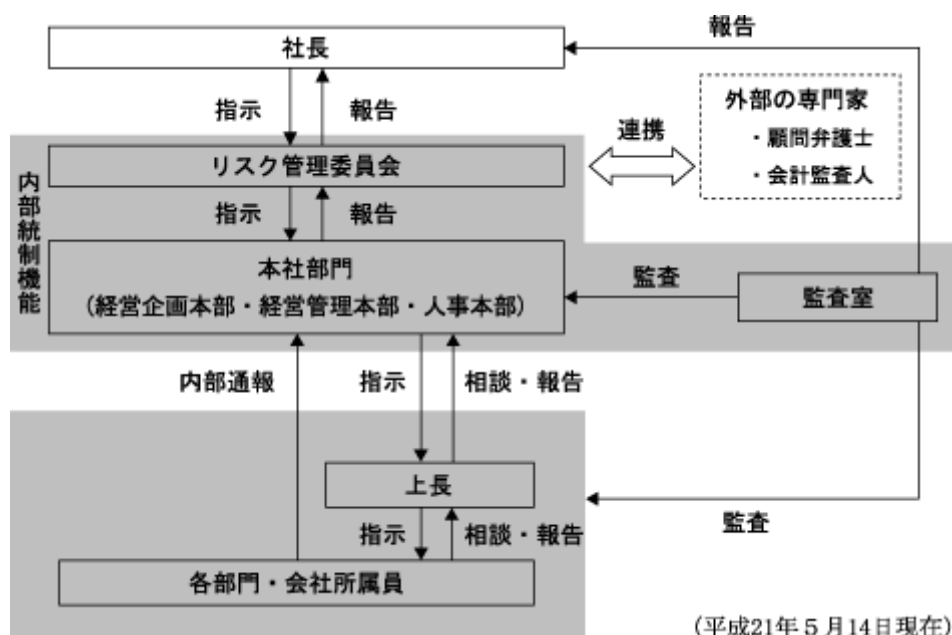 報告
社長
指示
報告
外部の専門家
・顧問弁護士
・会計監査人
連携
リスク管理委員会
内部統制機能
指示
報告
本社部門
（経営企画本部・経営管理本部・人事本部）
監査
監査室
内部通報
指示
相談・報告
上長
監査
指示
相談・報告
各部門・会社所属員
(平成21年５月14日現在)